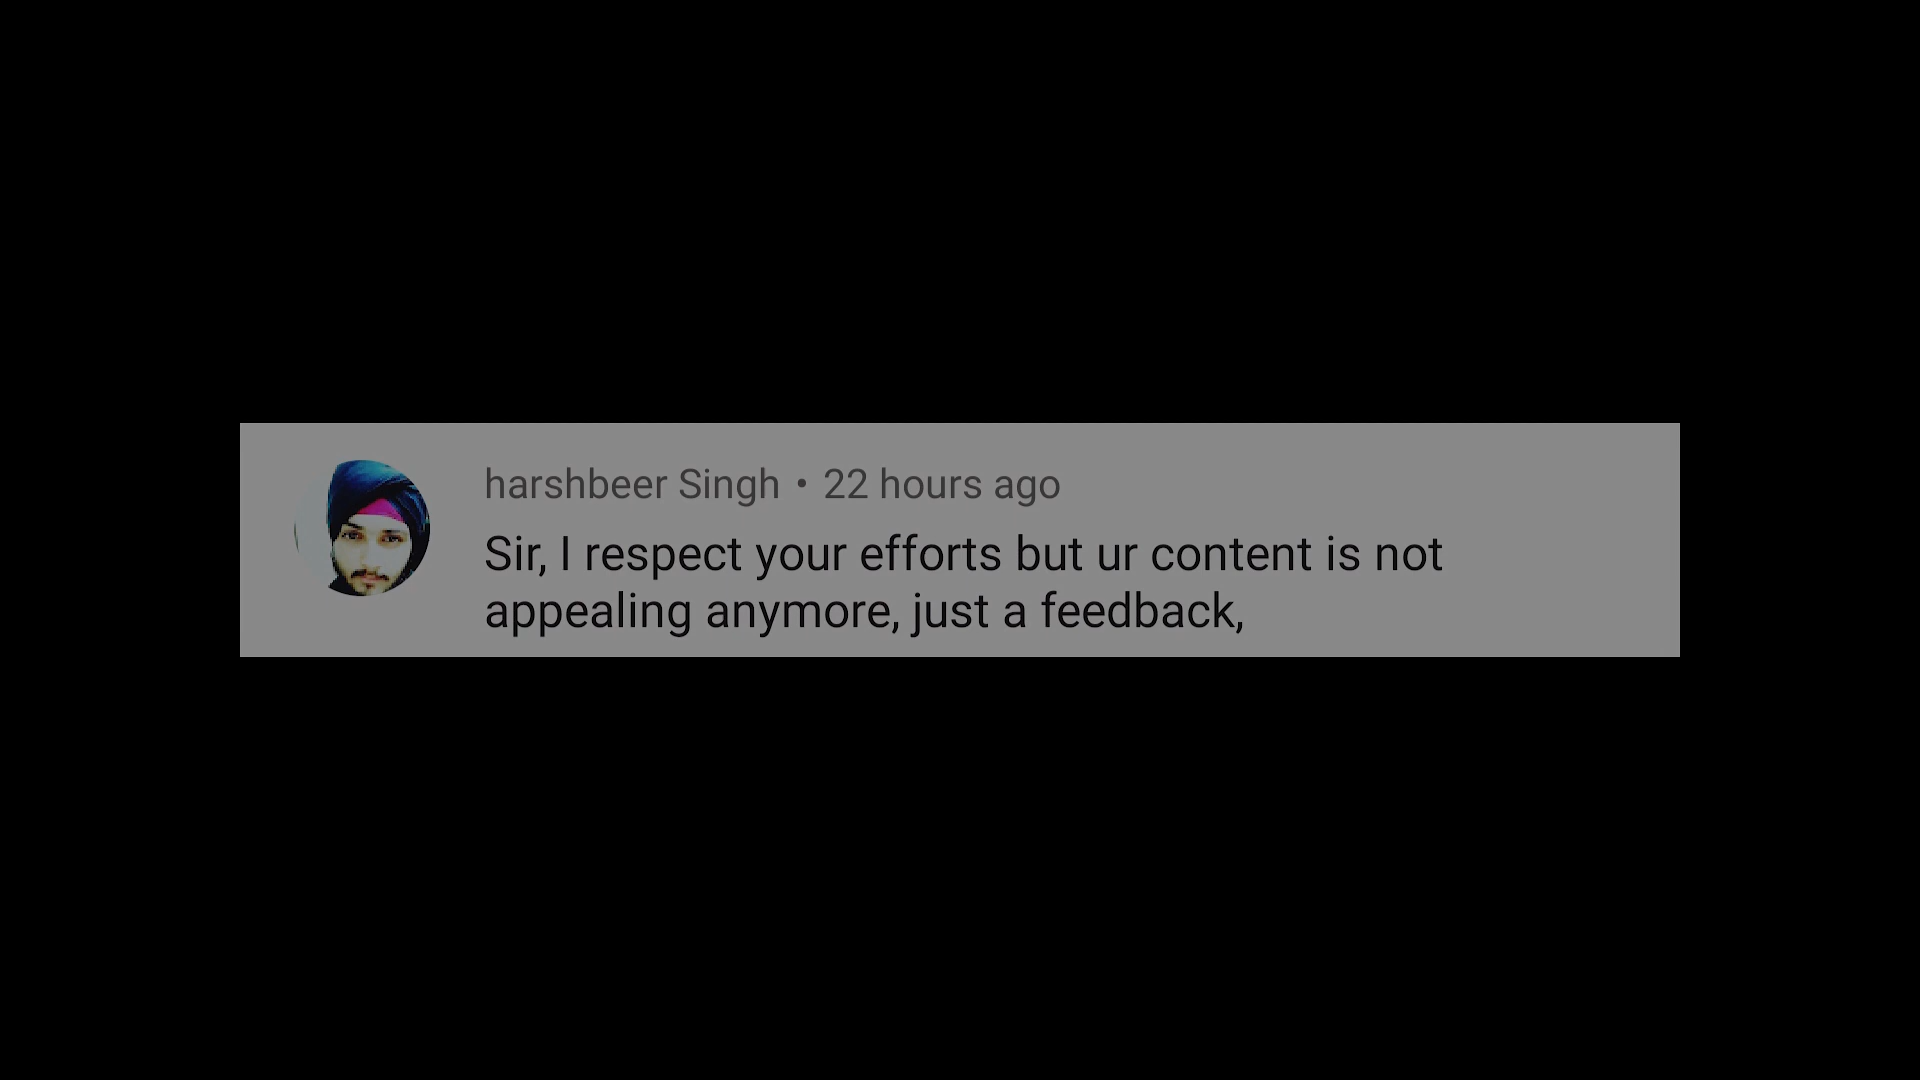 harshbeer Singh • 22 hours ago
Sir, I respect your efforts but ur content is not
appealing anymore, just a feedback,